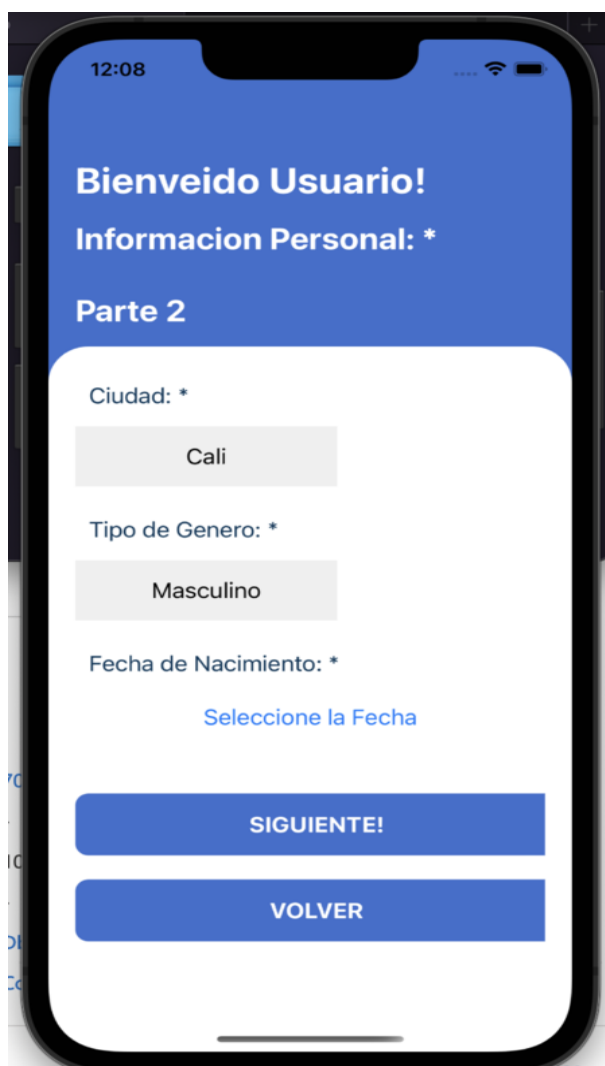 12:08
Bienveido Usuario!
Informacion Personal: *
Parte 2
Ciudad: *
Cali
Tipo de Genero: *
Masculino
Fecha de Nacimiento: *
Seleccione la Fecha
SIGUIENTE!
VOLVER